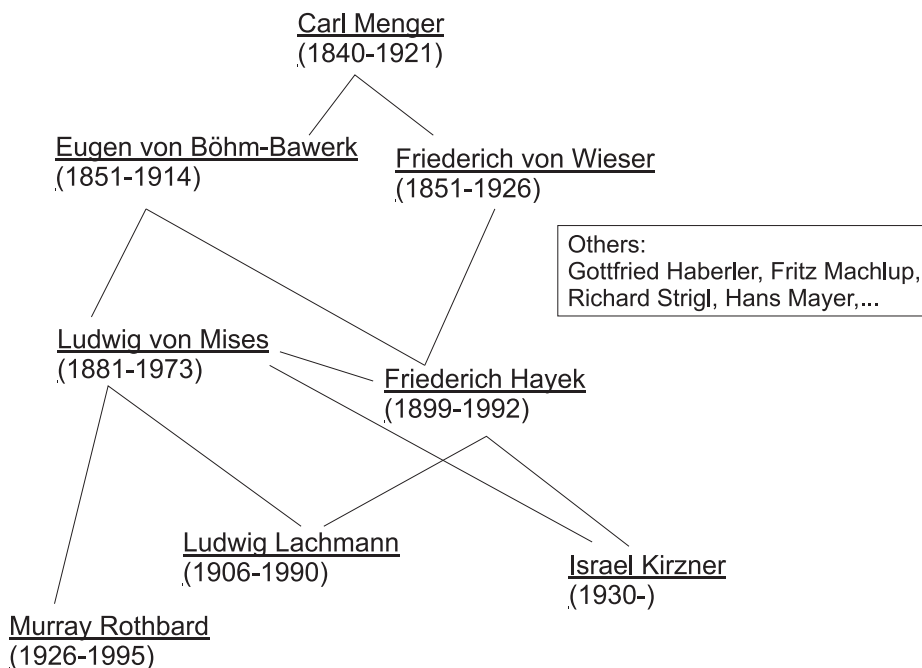 Carl Menger
(1840-1921)
Eugen von Böhm-Bawerk
(1851-1914)
Friederich von Wieser
(1851-1926)
Others:
Gottfried Haberler, Fritz Machlup,
Richard Strigl, Hans Mayer,...
Ludwig von Mises
(1881-1973)
Friederich Hayek
(1899-1992)
Ludwig Lachmann
(1906-1990)
Israel Kirzner
(1930-)
Murray Rothbard
(1926-1995)